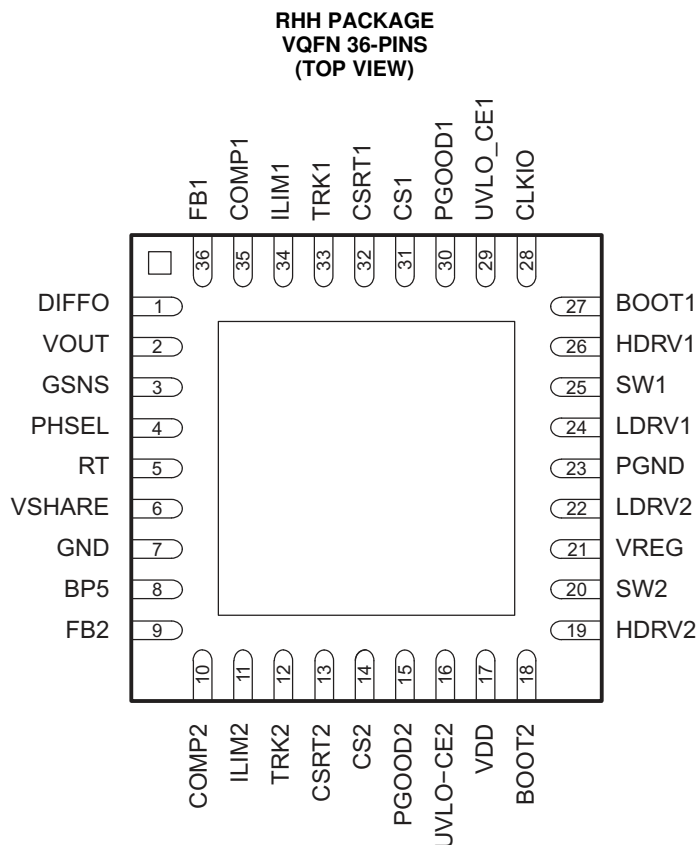 RHH PACKAGE
VQFN 36-PINS
(TOP VIEW)
FB1
COMP1
ILIM1
TRK1
CSRT1
CS1
PGOOD1
UVLO_CE1
CLKIO
36
35
34
33
32
31
30
29
28
DIFFO 1
VOUT 2
GSNS 3
PHSEL 4
RT 5
VSHARE 6
GND 7
BP5 8
FB2 9
27 BOOT1
26 HDRV1
25 SW1
24 LDRV1
23 PGND
22 LDRV2
21 VREG
20 SW2
19 HDRV2
10
11
12
13
14
15
16
17
18
COMP2
ILIM2
TRK2
CSRT2
CS2
PGOOD2
UVLO−CE2
VDD
BOOT2